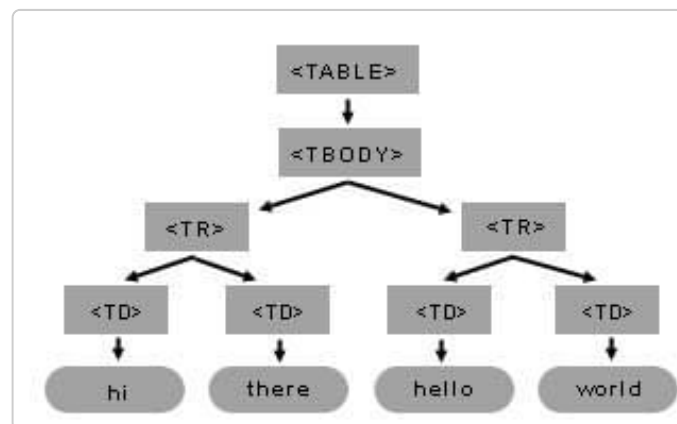 <TABLE>
<TBODY>
<TR> <TR>
<TD> <TD> <TD> <TD>
hi there hello world